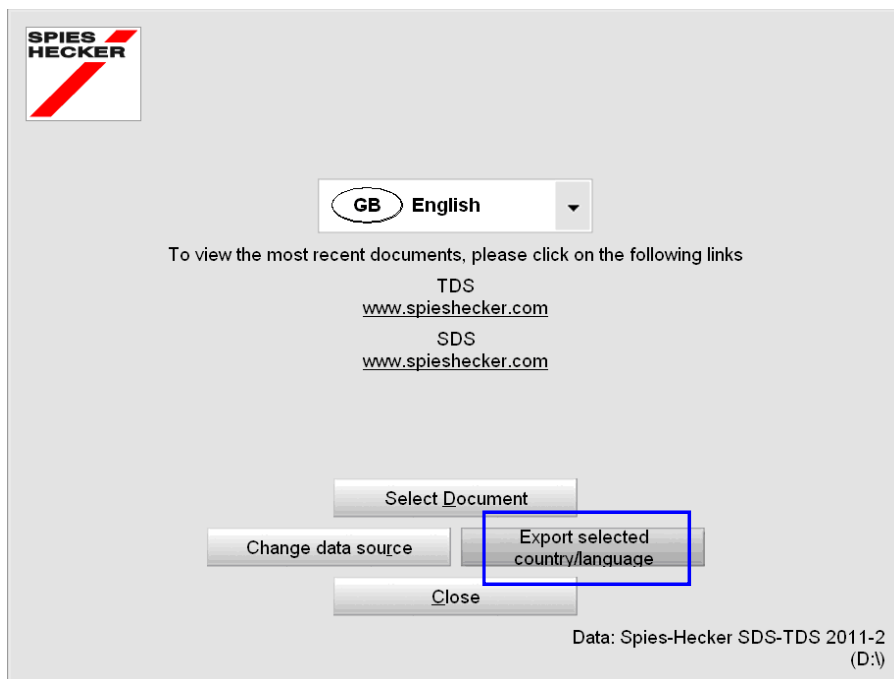 SPIES
HECKER
GB English
To view the most recent documents, please click on the following links
TDS
www.spieshecker.com
SDS
www.spieshecker.com
Select Document
Change data source
Export selected
country/language
Close
Data: Spies-Hecker SDS-TDS 2011-2
(D:\)